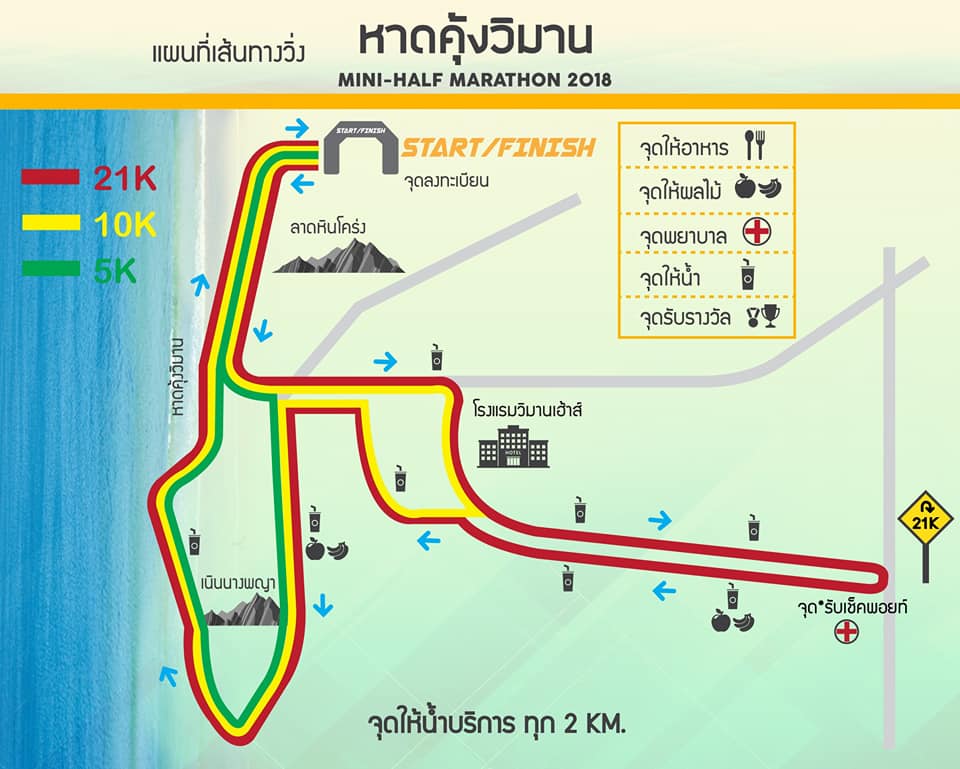 แผนที่เส้นทางวิ่ง
หาดคุ้งวิมาน
MINI-HALF MARATHON 2018
START/FINISH
START/FINISH
จุดลงทะเบียน
21K
10K
5K
จุดให้อาหาร
จุดให้ผลไม้
จุดพยาบาล
จุดให้น้ำ
จุดรับรางวัล
ลาดหินโคร่ง
หาดคุ้งวิมาน
โรงแรมวิมานเฮ้าส์
HOTEL
21K
เนินนางพญา
จุด*รับเช็คพอยท์
จุดให้น้ำบริการ ทุก 2 KM.